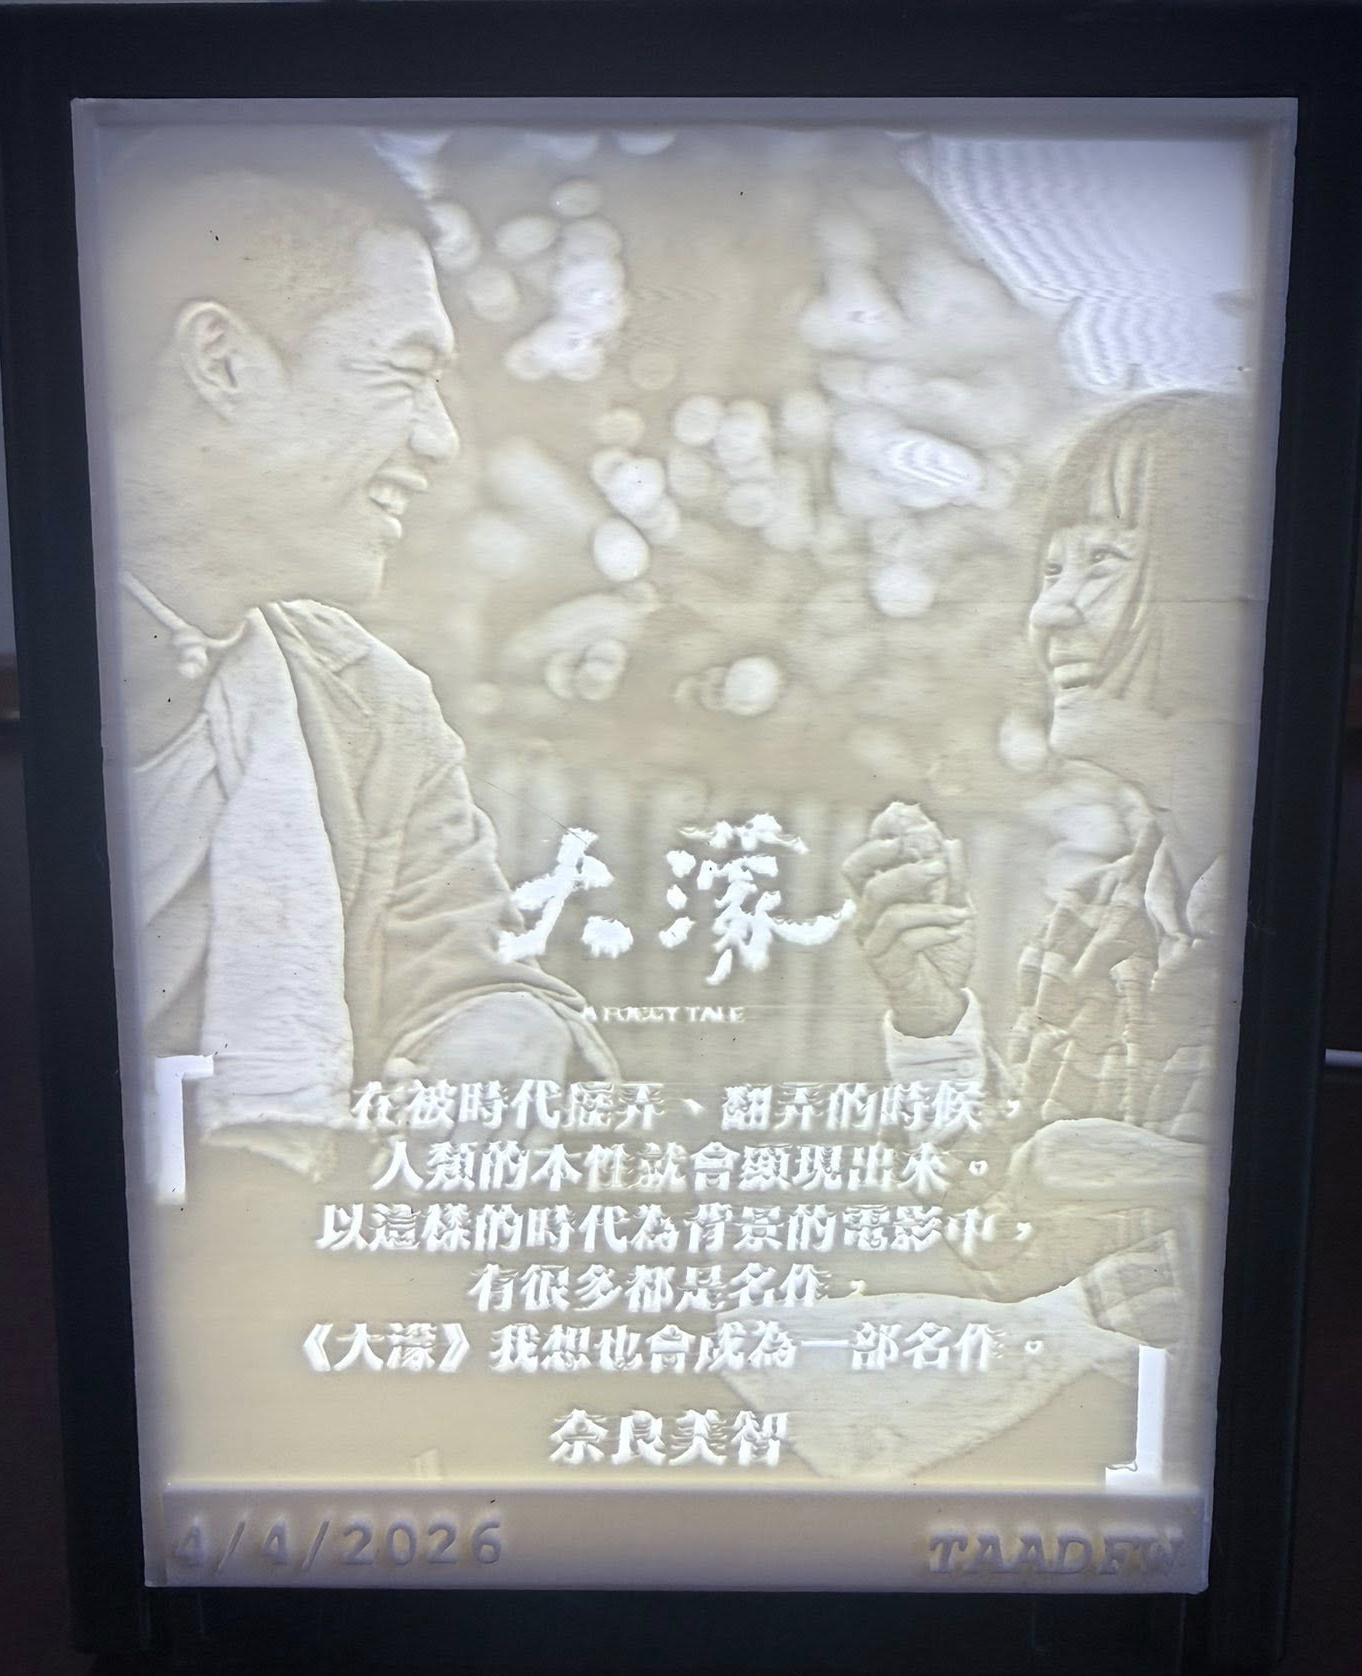 大濛
A FOGGY TALE
「在被時代壓弄、翻弄的時候，
人類的本性就會顯現出來。
以這樣的時代為背景的電影中，
有很多都是名作，
《大濛》我想也會成為一部名作。」
奈良美智
4/4/2026
TAADFW